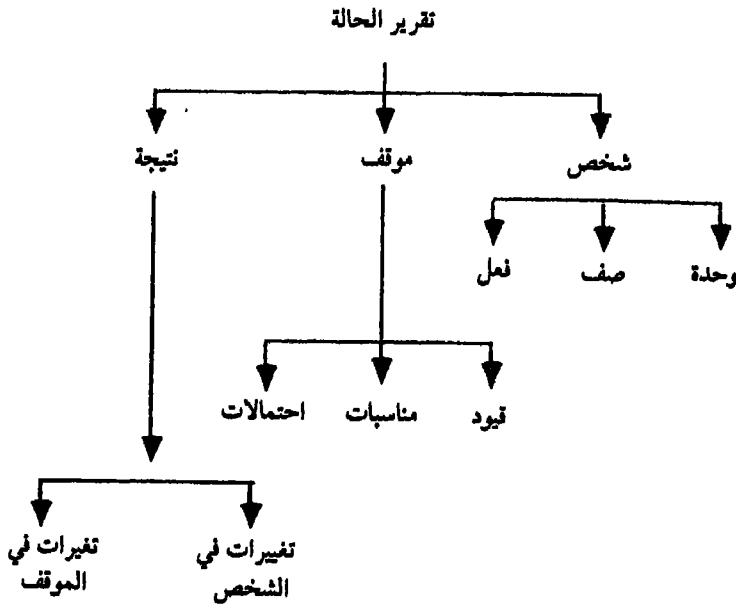 تقرير الحالة
شخص
موقف
نتيجة
وحدة
صف
فعل
قيود
مناسبات
احتمالات
تغييرات في
الشخص
تغيرات في
الموقف